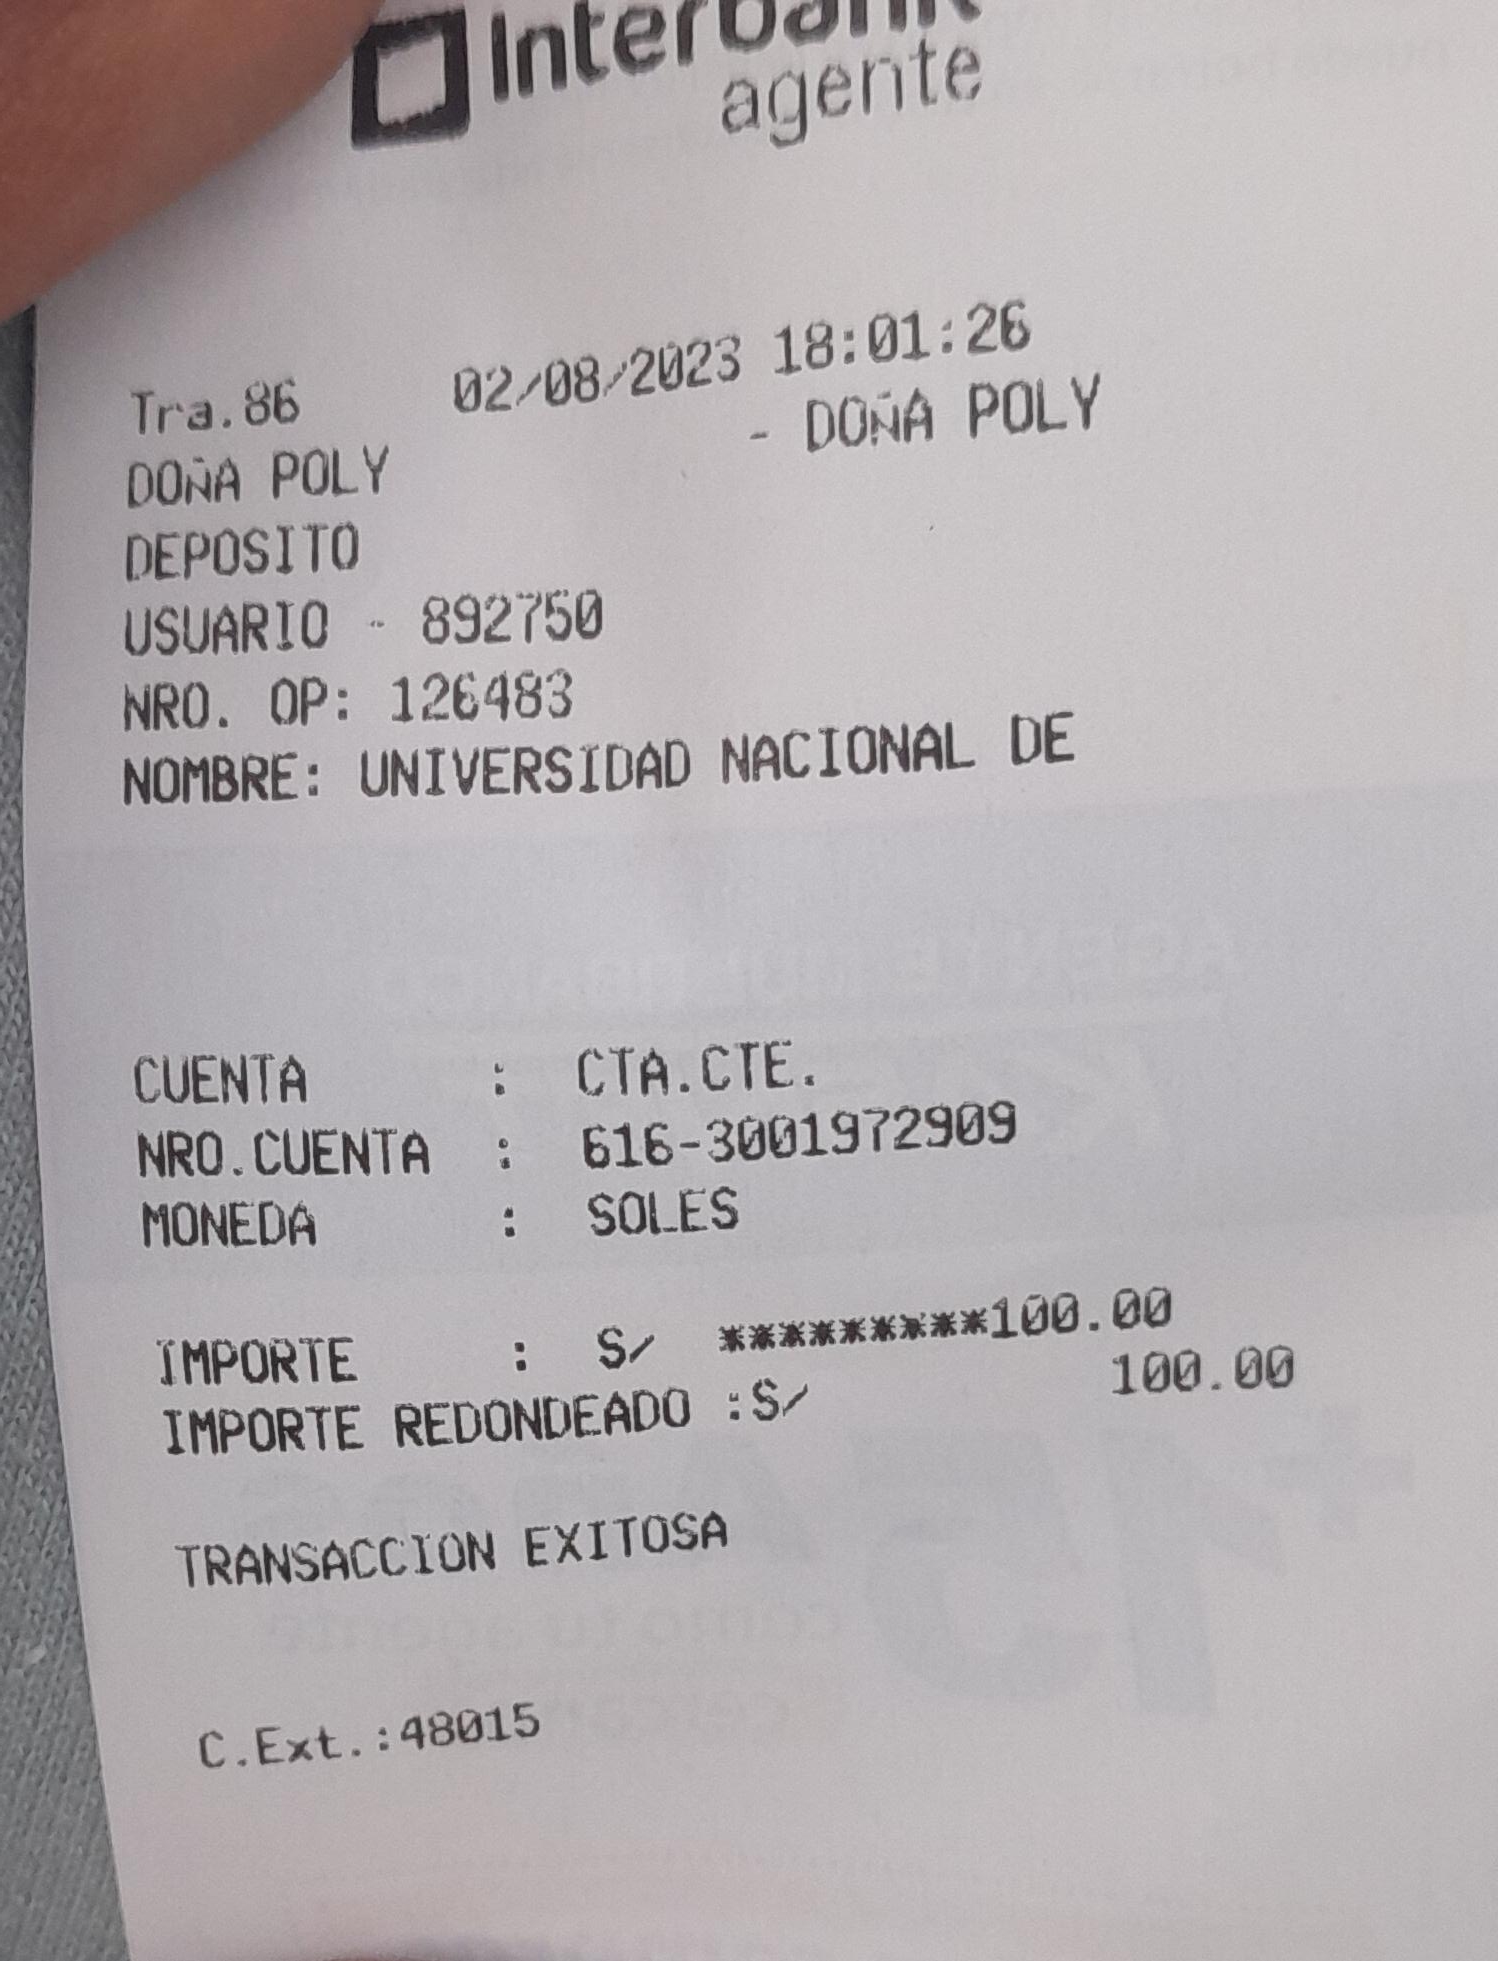 Interbank
agente
Tra.86 02/08/2023 18:01:26
DOÑA POLY - DOÑA POLY
DEPOSITO
USUARIO - 892750
NRO. OP: 126483
NOMBRE: UNIVERSIDAD NACIONAL DE
CUENTA : CTA.CTE.
NRO.CUENTA : 616-3001972909
MONEDA : SOLES
IMPORTE : S/ *********100.00
IMPORTE REDONDEADO :S/ 100.00
TRANSACCION EXITOSA
C.Ext.:48015